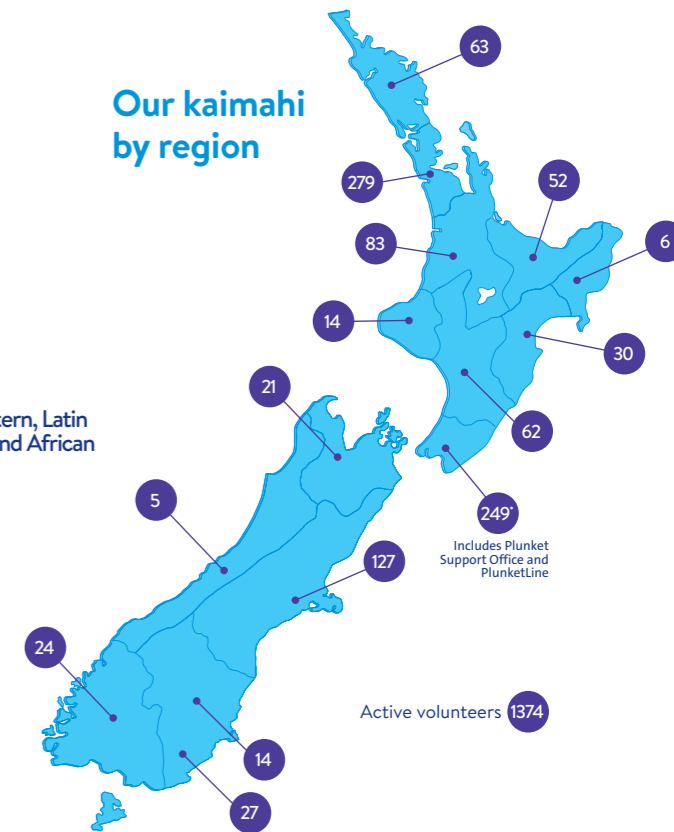 Our kaimahi
by region
63
279
52
83
6
14
30
21
62
tern, Latin
nd African
5
249*
Includes Plunket
Support Office and
PlunketLine
127
24
Active volunteers 1374
14
27